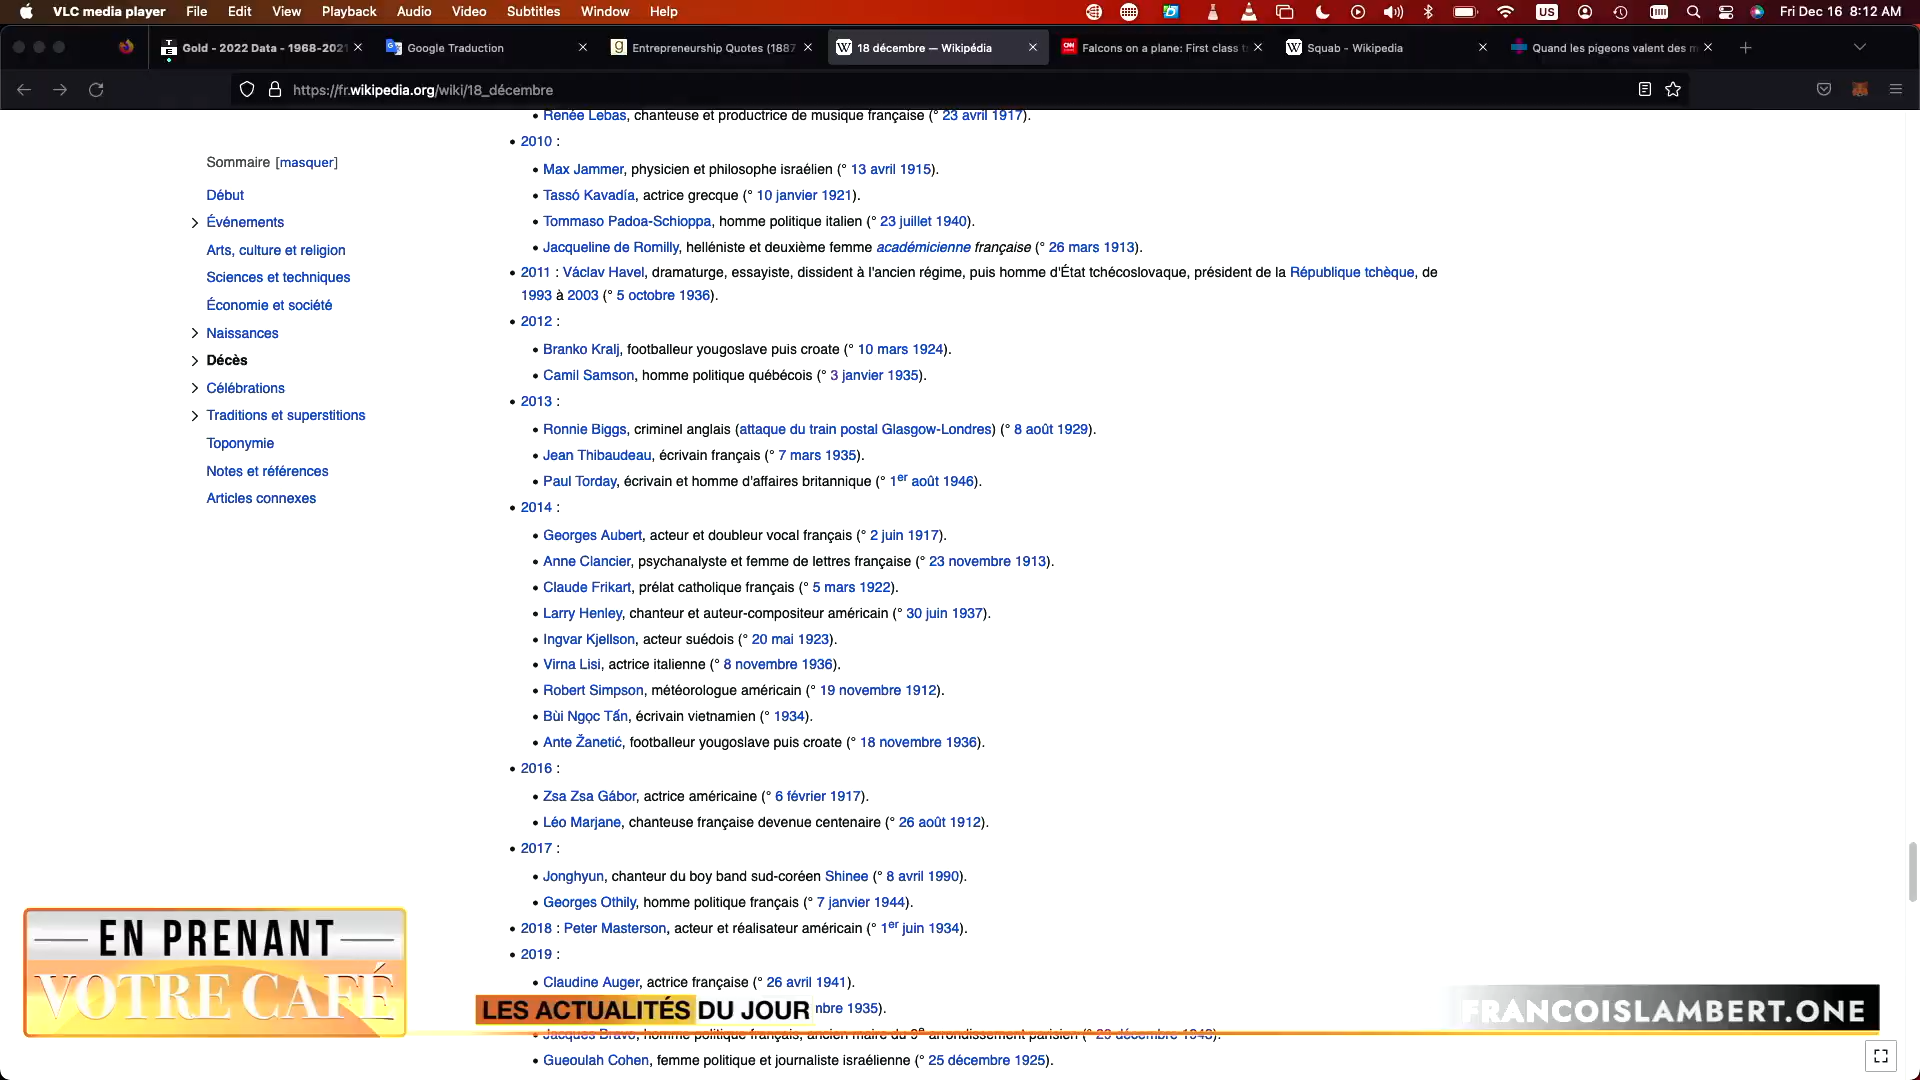 VLC media player File Edit View Playback Audio Video Subtitles Window Help US Fri Dec 16 8:12 AM
Gold - 2022 Data - 1968-2021 Google Traduction Entrepreneurship Quotes (1887 18 décembre — Wikipédia Falcons on a plane: First class t Squab - Wikipedia Quand les pigeons valent des m
https://fr.wikipedia.org/wiki/18_décembre
Sommaire [masquer]
Début
Événements
Arts, culture et religion
Sciences et techniques
Économie et société
Naissances
Décès
Célébrations
Traditions et superstitions
Toponymie
Notes et références
Articles connexes
• Renée Lebas, chanteuse et productrice de musique française (° 23 avril 1917).
• 2010 :
• Max Jammer, physicien et philosophe israélien (° 13 avril 1915).
• Tassó Kavadía, actrice grecque (° 10 janvier 1921).
• Tommaso Padoa-Schioppa, homme politique italien (° 23 juillet 1940).
• Jacqueline de Romilly, helléniste et deuxième femme académicienne française (° 26 mars 1913).
• 2011 : Václav Havel, dramaturge, essayiste, dissident à l'ancien régime, puis homme d'État tchécoslovaque, président de la République tchèque, de
1993 à 2003 (° 5 octobre 1936).
• 2012 :
• Branko Kralj, footballeur yougoslave puis croate (° 10 mars 1924).
• Camil Samson, homme politique québécois (° 3 janvier 1935).
• 2013 :
• Ronnie Biggs, criminel anglais (attaque du train postal Glasgow-Londres) (° 8 août 1929).
• Jean Thibaudeau, écrivain français (° 7 mars 1935).
• Paul Torday, écrivain et homme d'affaires britannique (° 1er août 1946).
• 2014 :
• Georges Aubert, acteur et doubleur vocal français (° 2 juin 1917).
• Anne Clancier, psychanalyste et femme de lettres française (° 23 novembre 1913).
• Claude Frikart, prélat catholique français (° 5 mars 1922).
• Larry Henley, chanteur et auteur-compositeur américain (° 30 juin 1937).
• Ingvar Kjellson, acteur suédois (° 20 mai 1923).
• Virna Lisi, actrice italienne (° 8 novembre 1936).
• Robert Simpson, météorologue américain (° 19 novembre 1912).
• Bùi Ngọc Tấn, écrivain vietnamien (° 1934).
• Ante Žanetić, footballeur yougoslave puis croate (° 18 novembre 1936).
• 2016 :
• Zsa Zsa Gábor, actrice américaine (° 6 février 1917).
• Léo Marjane, chanteuse française devenue centenaire (° 26 août 1912).
• 2017 :
• Jonghyun, chanteur du boy band sud-coréen Shinee (° 8 avril 1990).
• Georges Othily, homme politique français (° 7 janvier 1944).
• 2018 : Peter Masterson, acteur et réalisateur américain (° 1er juin 1934).
• 2019 :
• Claudine Auger, actrice française (° 26 avril 1941).
nbre 1935).
• Jacques Bravo, homme politique français, ancien maire du 9e arrondissement parisien (° 29 décembre 1943).
• Gueoulah Cohen, femme politique et journaliste israélienne (° 25 décembre 1925).
EN PRENANT
VOTRE CAFÉ
LES ACTUALITÉS DU JOUR
FRANCOISLAMBERT.ONE